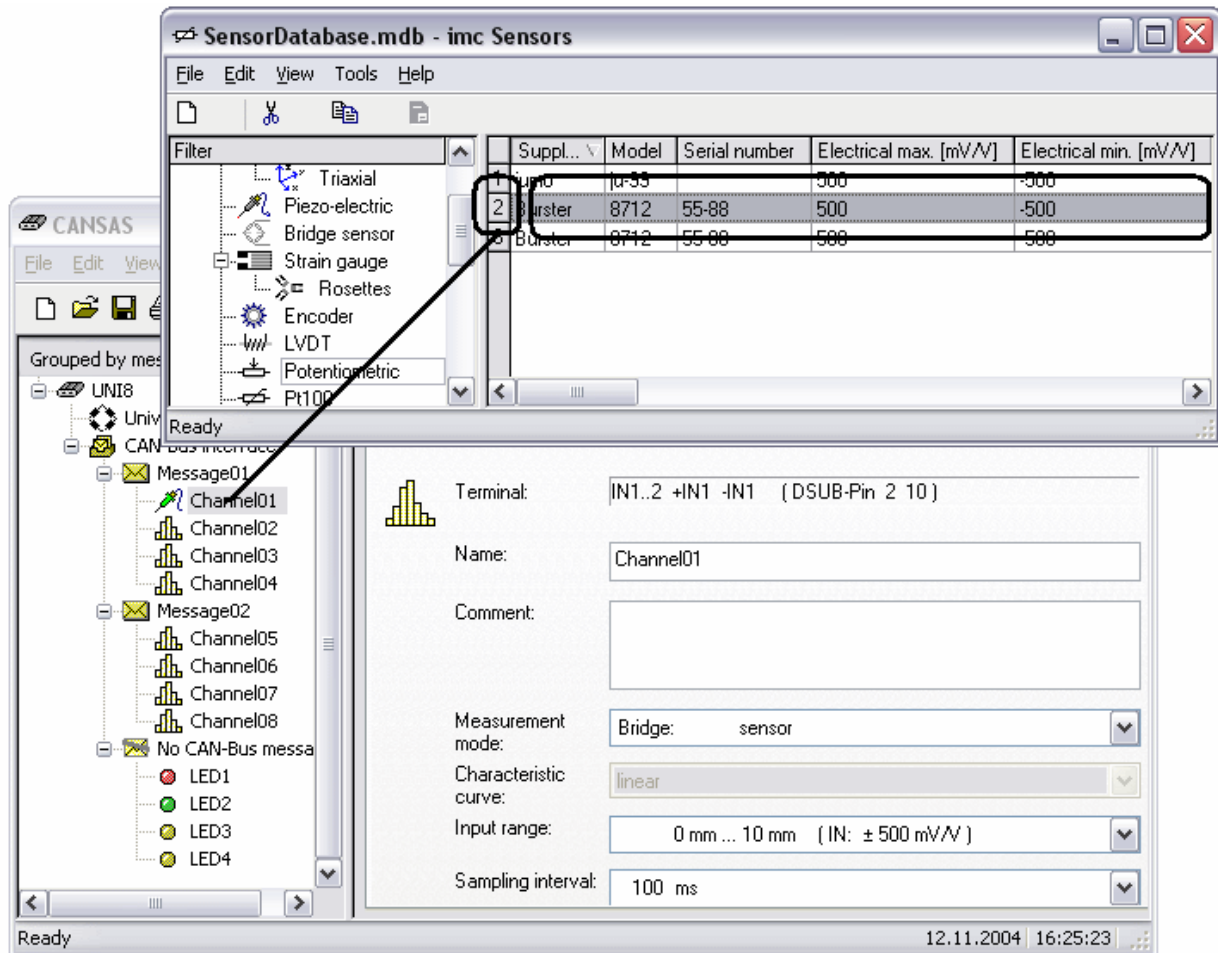 SensorDatabase.mdb - imc Sensors
File Edit View Tools Help
Filter
Triaxial
Piezo-electric
Bridge sensor
Strain gauge
Rosettes
Encoder
LVDT
Potentiometric
Pt100
Suppl... Model Serial number Electrical max. [mV/V] Electrical min. [mV/V]
1 jumo ju-99 500 -500
2 Burster 8712 55-88 500 -500
3 Burster 8712 55-88 500 -500
Ready
CANSAS
File Edit View
Grouped by mes
UNI8
Univ
CAN-Bus interface
Message01
Channel01
Channel02
Channel03
Channel04
Message02
Channel05
Channel06
Channel07
Channel08
No CAN-Bus messa
LED1
LED2
LED3
LED4
Terminal: IN1..2 +IN1 -IN1 ( DSUB-Pin 2 10 )
Name: Channel01
Comment:
Measurement mode: Bridge: sensor
Characteristic curve: linear
Input range: 0 mm ... 10 mm ( IN: ± 500 mV/V )
Sampling interval: 100 ms
Ready
12.11.2004 16:25:23